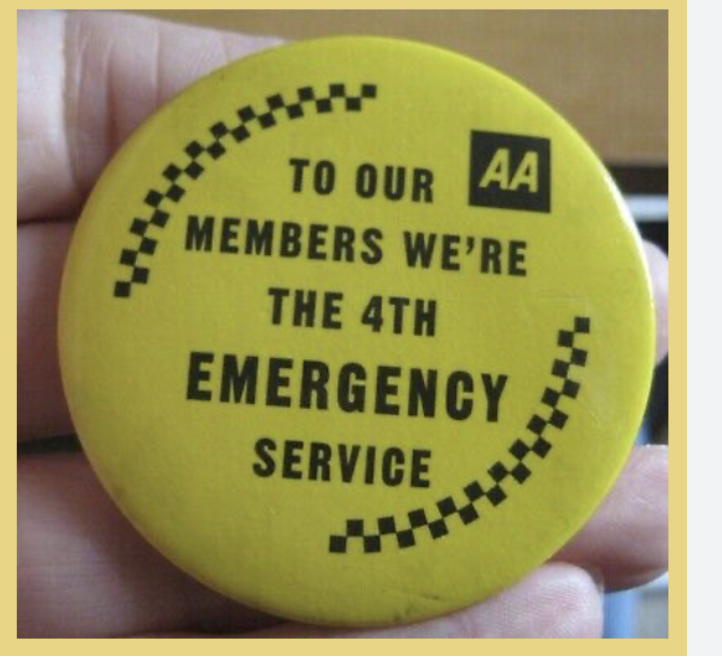 AA
TO OUR
MEMBERS WE'RE
THE 4TH
EMERGENCY
SERVICE